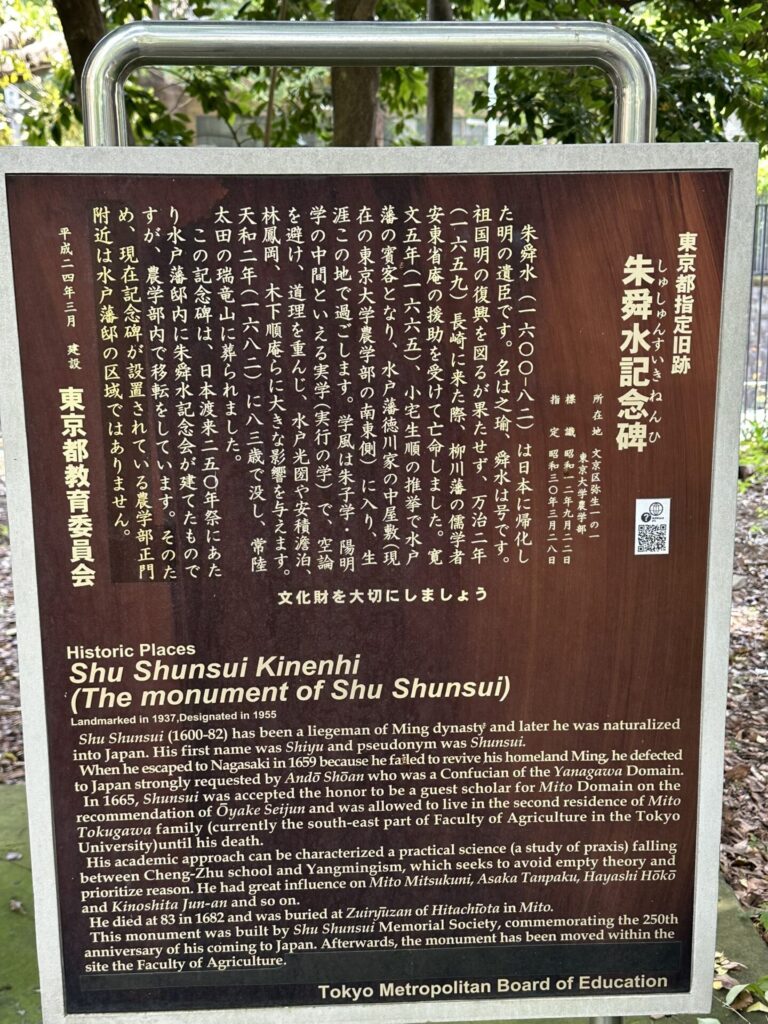 東京都指定旧跡
しゅしゅんすいきねんひ
朱舜水記念碑
所在地 文京区弥生一の一
東京大学農学部
標識 昭和一二年九月二二日
指定 昭和三〇年三月二八日
朱舜水(一六〇〇-八二)は日本に帰化し
た明の遺臣です。名は之瑜、舜水は号です。
祖国明の復興を図るが果たせず、万治二年
(一六五九)長崎に来た際、柳川藩の儒学者
安東省庵の援助を受けて亡命しました。寛
文五年(一六六五)、小宅生順の推挙で水戸
藩の賓客となり、水戸藩徳川家の中屋敷(現
在の東京大学農学部の南東側)に入り、生
涯この地で過ごします。学風は朱子学・陽明
学の中間といえる実学(実行の学)で、空論
を避け、道理を重んじ、水戸光圀や安積澹泊、
林鳳岡、木下順庵らに大きな影響を与えます。
天和二年(一六八二)に八三歳で没し、常陸
太田の瑞竜山に葬られました。
この記念碑は、日本渡来二五〇年祭にあた
り水戸藩邸内に朱舜水記念会が建てたもので
すが、農学部内で移転をしています。そのた
め、現在記念碑が設置されている農学部正門
附近は水戸藩邸の区域ではありません。
平成二四年三月 建設
東京都教育委員会
文化財を大切にしましょう
Historic Places
Shu Shunsui Kinenhi
(The monument of Shu Shunsui)
Landmarked in 1937,Designated in 1955
Shu Shunsui (1600-82) has been a liegeman of Ming dynasty and later he was naturalized
into Japan. His first name was Shiyu and pseudonym was Shunsui.
When he escaped to Nagasaki in 1659 because he failed to revive his homeland Ming, he defected
to Japan strongly requested by Andō Shōan who was a Confucian of the Yanagawa Domain.
In 1665, Shunsui was accepted the honor to be a guest scholar for Mito Domain on the
recommendation of Ōyake Seijun and was allowed to live in the second residence of Mito
Tokugawa family (currently the south-east part of Faculty of Agriculture in the Tokyo
University)until his death.
His academic approach can be characterized a practical science (a study of praxis) falling
between Cheng-Zhu school and Yangmingism, which seeks to avoid empty theory and
prioritize reason. He had great influence on Mito Mitsukuni, Asaka Tanpaku, Hayashi Hōkō
and Kinoshita Jun-an and so on.
He died at 83 in 1682 and was buried at Zuiryūzan of Hitachiōta in Mito.
This monument was built by Shu Shunsui Memorial Society, commemorating the 250th
anniversary of his coming to Japan. Afterwards, the monument has been moved within the
site the Faculty of Agriculture.
Tokyo Metropolitan Board of Education